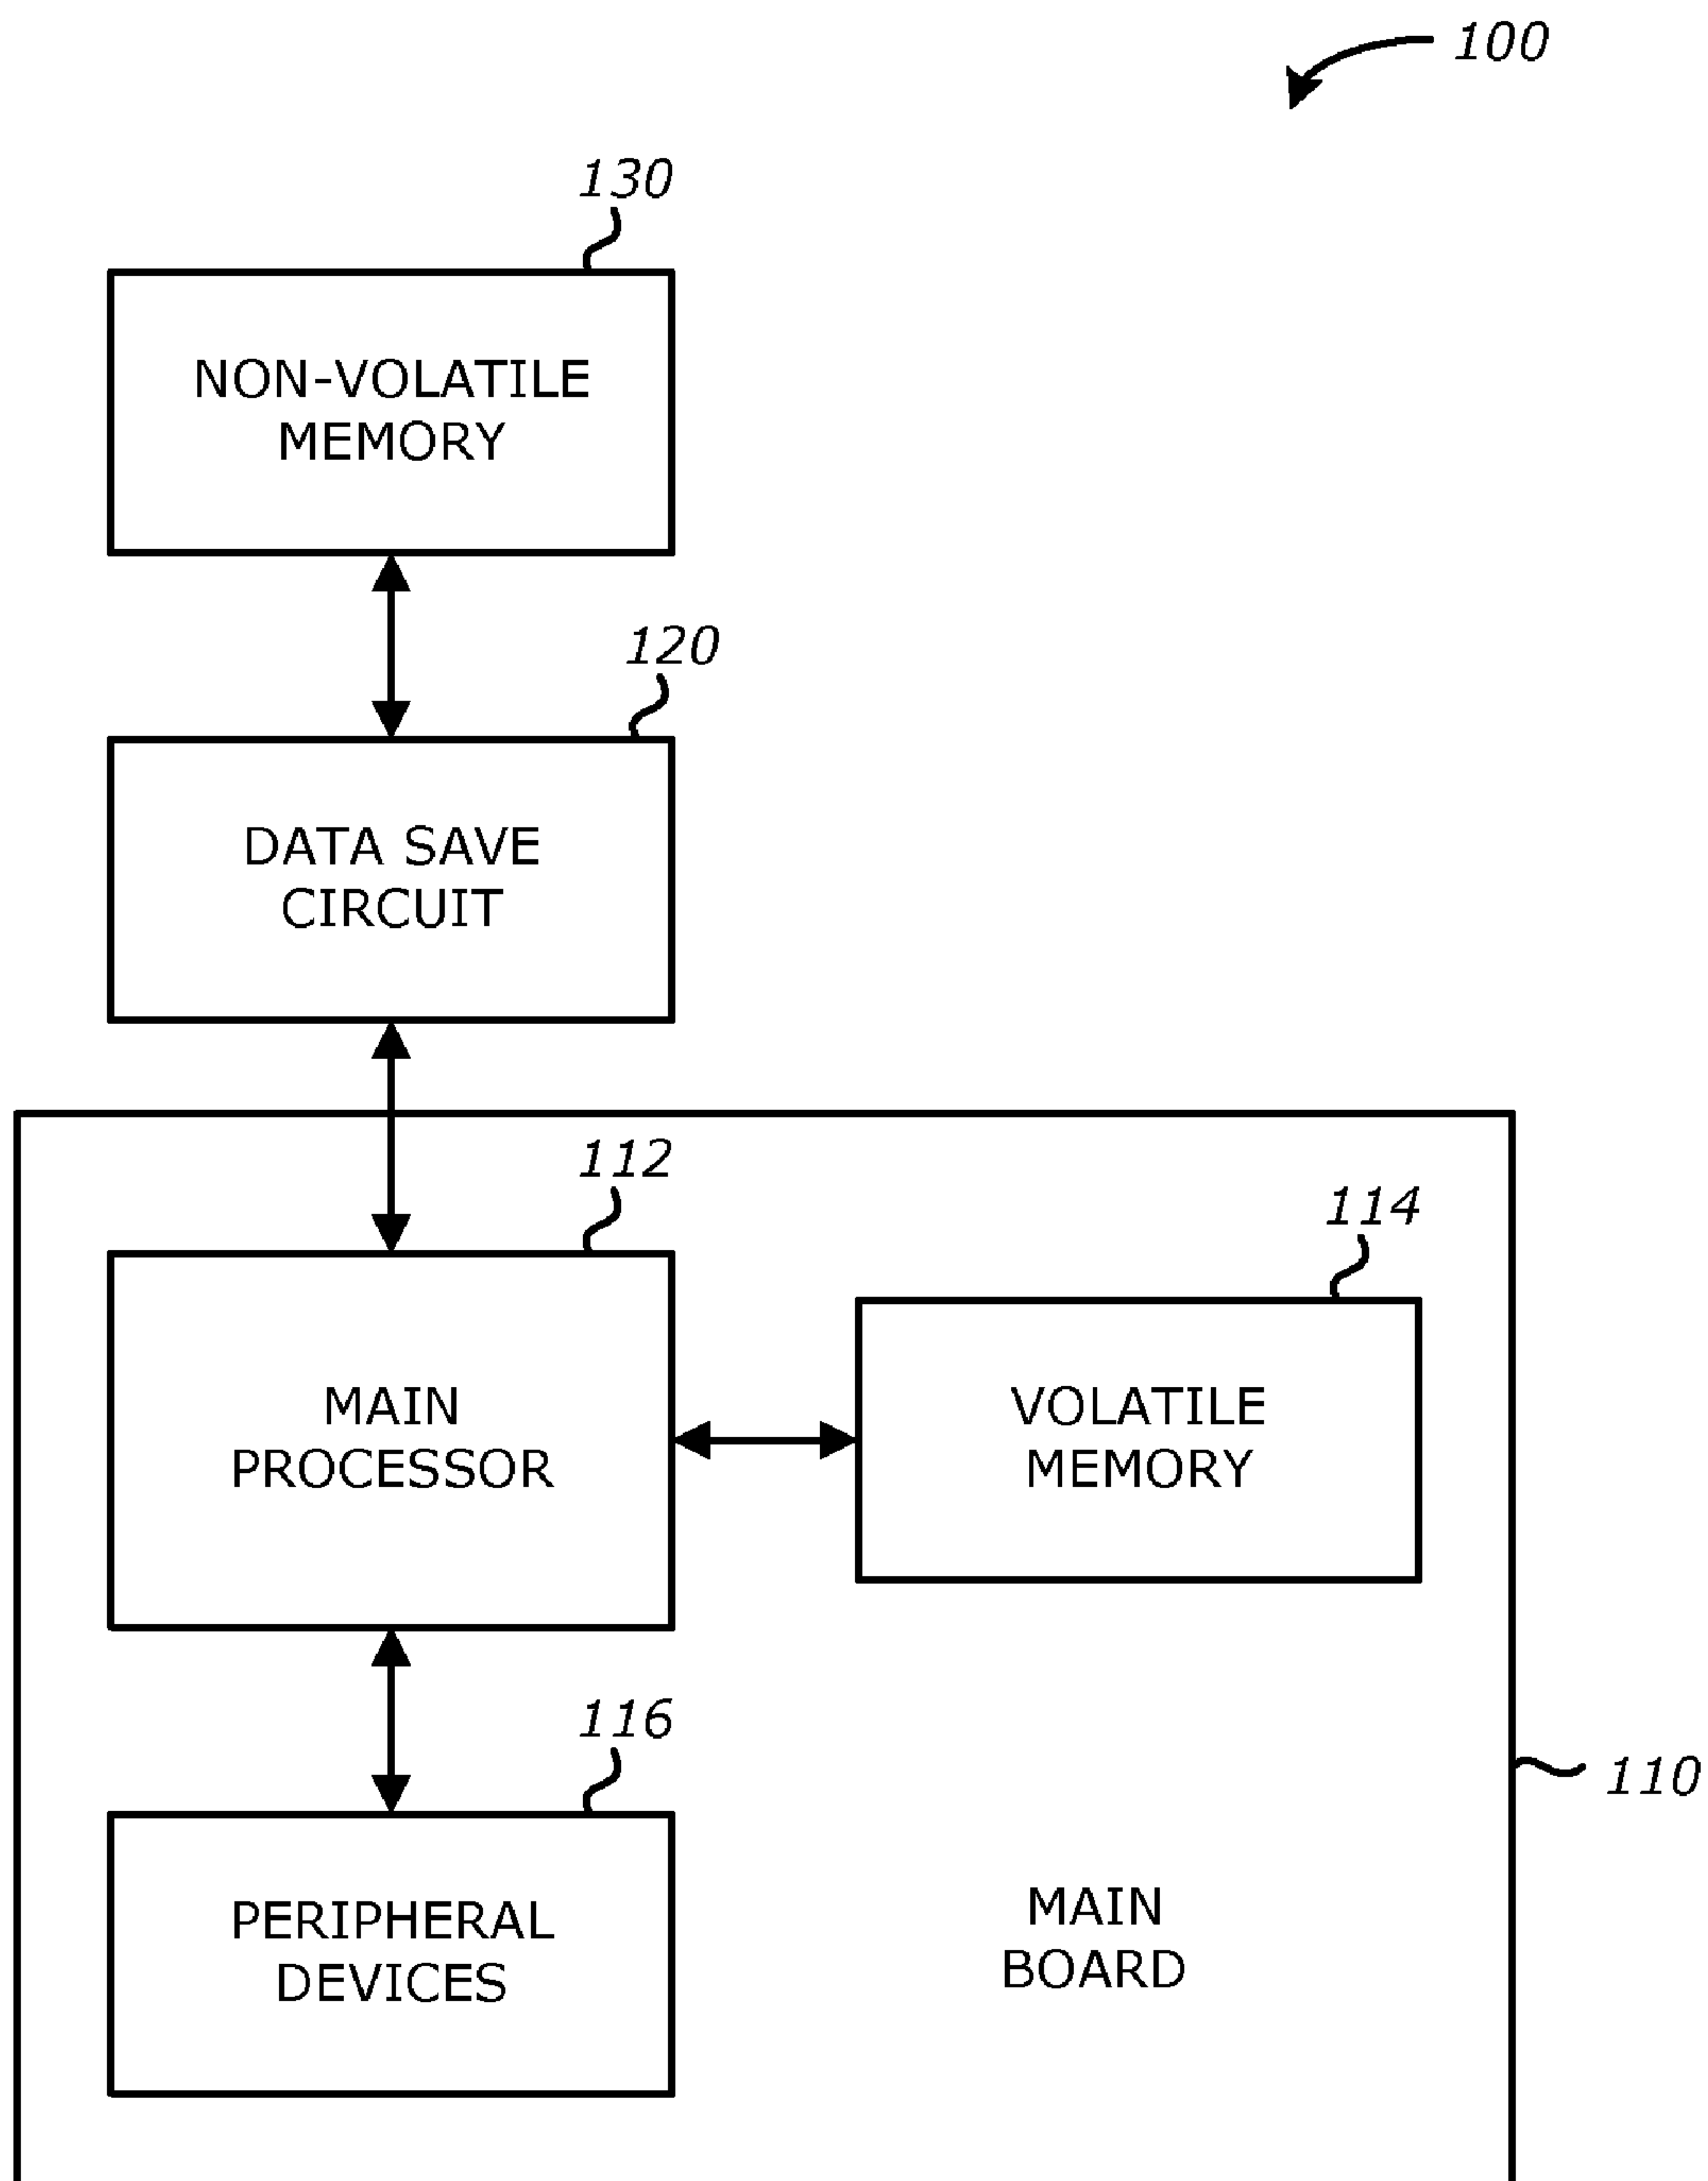 100
130
NON-VOLATILE
MEMORY
120
DATA SAVE
CIRCUIT
112
114
MAIN
PROCESSOR
VOLATILE
MEMORY
116
110
PERIPHERAL
DEVICES
MAIN
BOARD